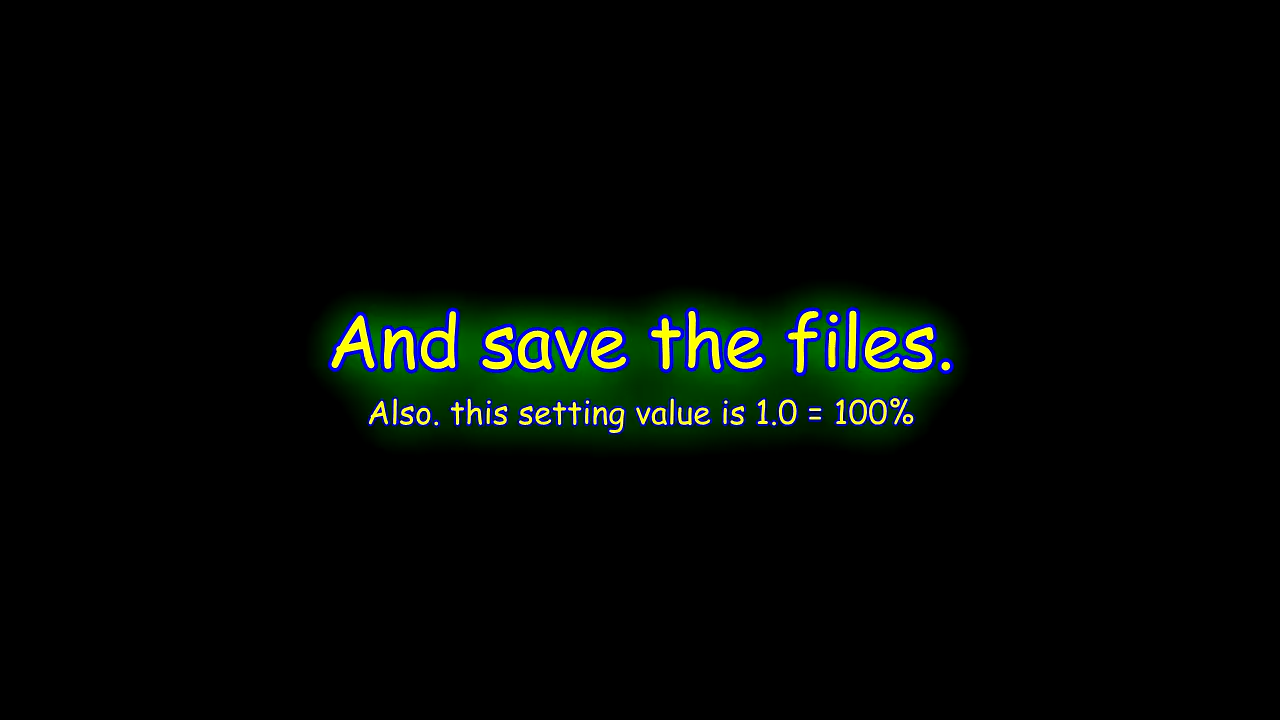 And save the files.
Also. this setting value is 1.0 = 100%